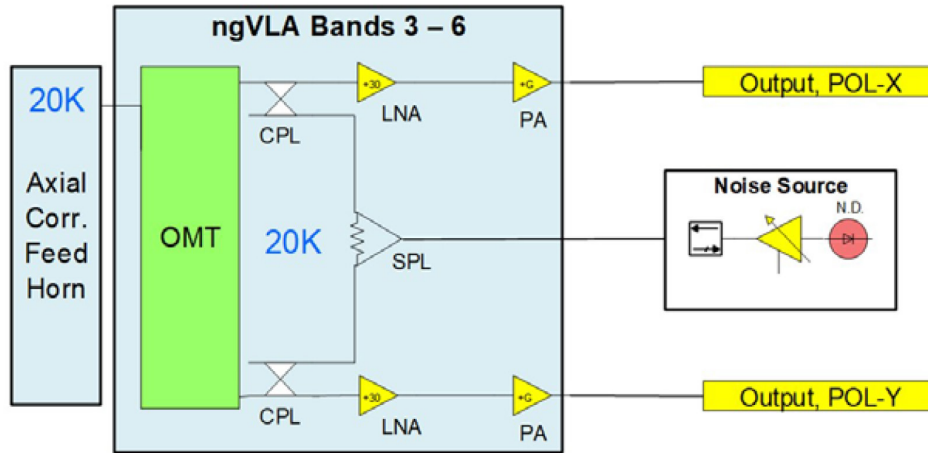 ngVLA Bands 3 – 6
20K
Axial
Corr.
Feed
Horn
OMT
20K
CPL
+30
LNA
+G
PA
Output, POL-X
SPL
Noise Source
N.D.
CPL
+30
LNA
+G
PA
Output, POL-Y